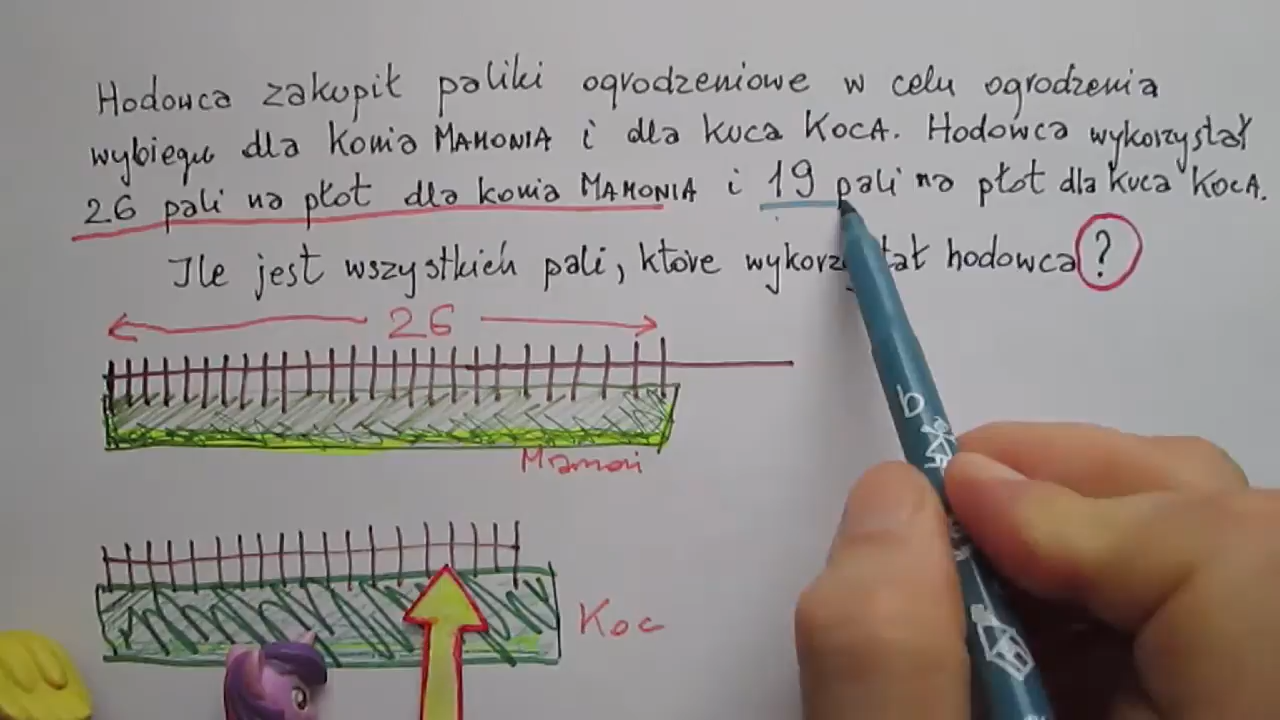 Hodowca zakupił paliki ogrodzeniowe w celu ogrodzenia
wybiegu dla konia MAMONIA i dla kuca KOCA. Hodowca wykorzystał
26 pali na płot dla konia MAMONIA i 19 pali na płot dla kuca KOCA.
Ile jest wszystkich pali, które wykorzystał hodowca?
26
Mamoń
Koc